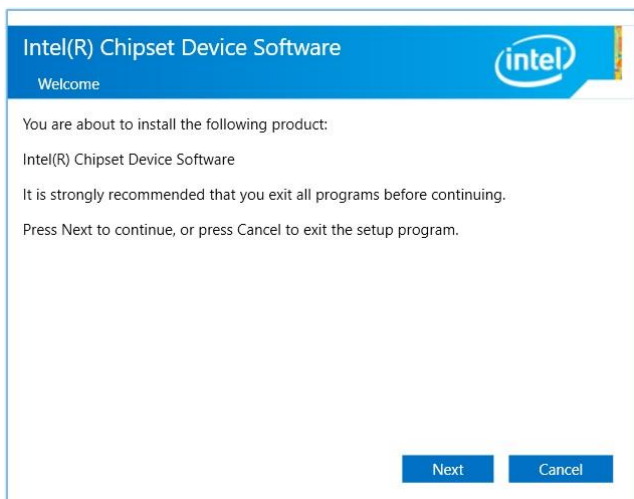 Intel(R) Chipset Device Software
intel
Welcome
You are about to install the following product:
Intel(R) Chipset Device Software
It is strongly recommended that you exit all programs before continuing.
Press Next to continue, or press Cancel to exit the setup program.
Next Cancel